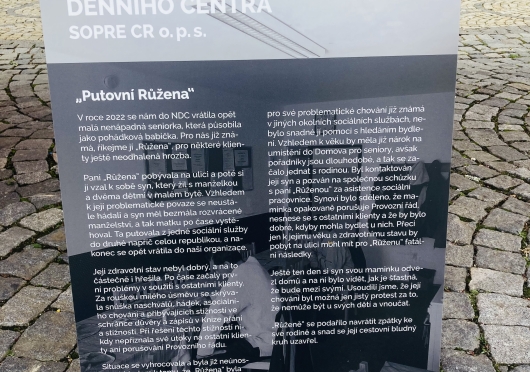 DENNÍHO CENTRA
SOPRE CR o.p.s.
„Putovní Růžena“
V roce 2022 se nám do NDC vrátila opět
malá nenápadná seniorka, která působila
jako pohádková babička. Pro nás již zná-
má, říkejme jí „Růžena", pro některé klien-
ty ještě neodhalená hrozba.
Paní „Růžena" pobývala na ulici a poté si
ji vzal k sobě syn, který žil s manželkou
a dvěma dětmi v malém bytě. Vzhledem
k její problematické povaze se neustá-
le hádali a syn měl bezmála rozvrácené
manželství, a tak matku po čase vystě-
hoval. Ta putovala z jedné sociální služby
do druhé napříč celou republikou, a na-
konec se opět vrátila do naší organizace.
Její zdravotní stav nebyl dobrý, a na to
částečně i hřešila. Po čase začaly prv-
ní problémy v soužití s ostatními klienty.
Za rouškou milého úsměvu se skrýva-
la snůška naschválů, hádek, asociální-
ho chování a přibývajících stížností ve
schránce důvěry a zápisů v Knize přání
a stížností. Při řešení těchto stížností ni-
kdy nepřiznala své útoky na ostatní klien-
ty ani porušování Provozního řádu.
Situace se vyhrocovala a byla již neúnos-
pro své problematické chování již známá
v jiných okolních sociálních službách, ne-
bylo snadné jí pomoci s hledáním bydle-
ní. Vzhledem k věku by měla již nárok na
umístění do Domova pro seniory, avšak
pořadníky jsou dlouhodobé, a tak se za-
čalo jednat s rodinou. Byl kontaktován
její syn a pozván na společnou schůzku
s paní „Růženou" za asistence sociální
pracovnice. Synovi bylo sděleno, že ma-
minka opakovaně porušuje Provozní řád,
nesnese se s ostatními klienty a že by bylo
dobré, kdyby mohla bydlet u nich. Přeci
jen k jejímu věku a zdravotnímu stavu by
pobyt na ulici mohl mít pro „Růženu" fatál-
ní následky.
Ještě ten den si syn svou maminku odve-
zl domů a na ní bylo vidět, jak je šťastná,
že bude mezi svými. Usoudili jsme, že její
chování byl možná jen jistý protest za to,
že nemůže být u svých dětí a vnoučat.
„Růženě" se podařilo navrátit zpátky ke
své rodině a snad se její cestovní bludný
kruh uzavřel.